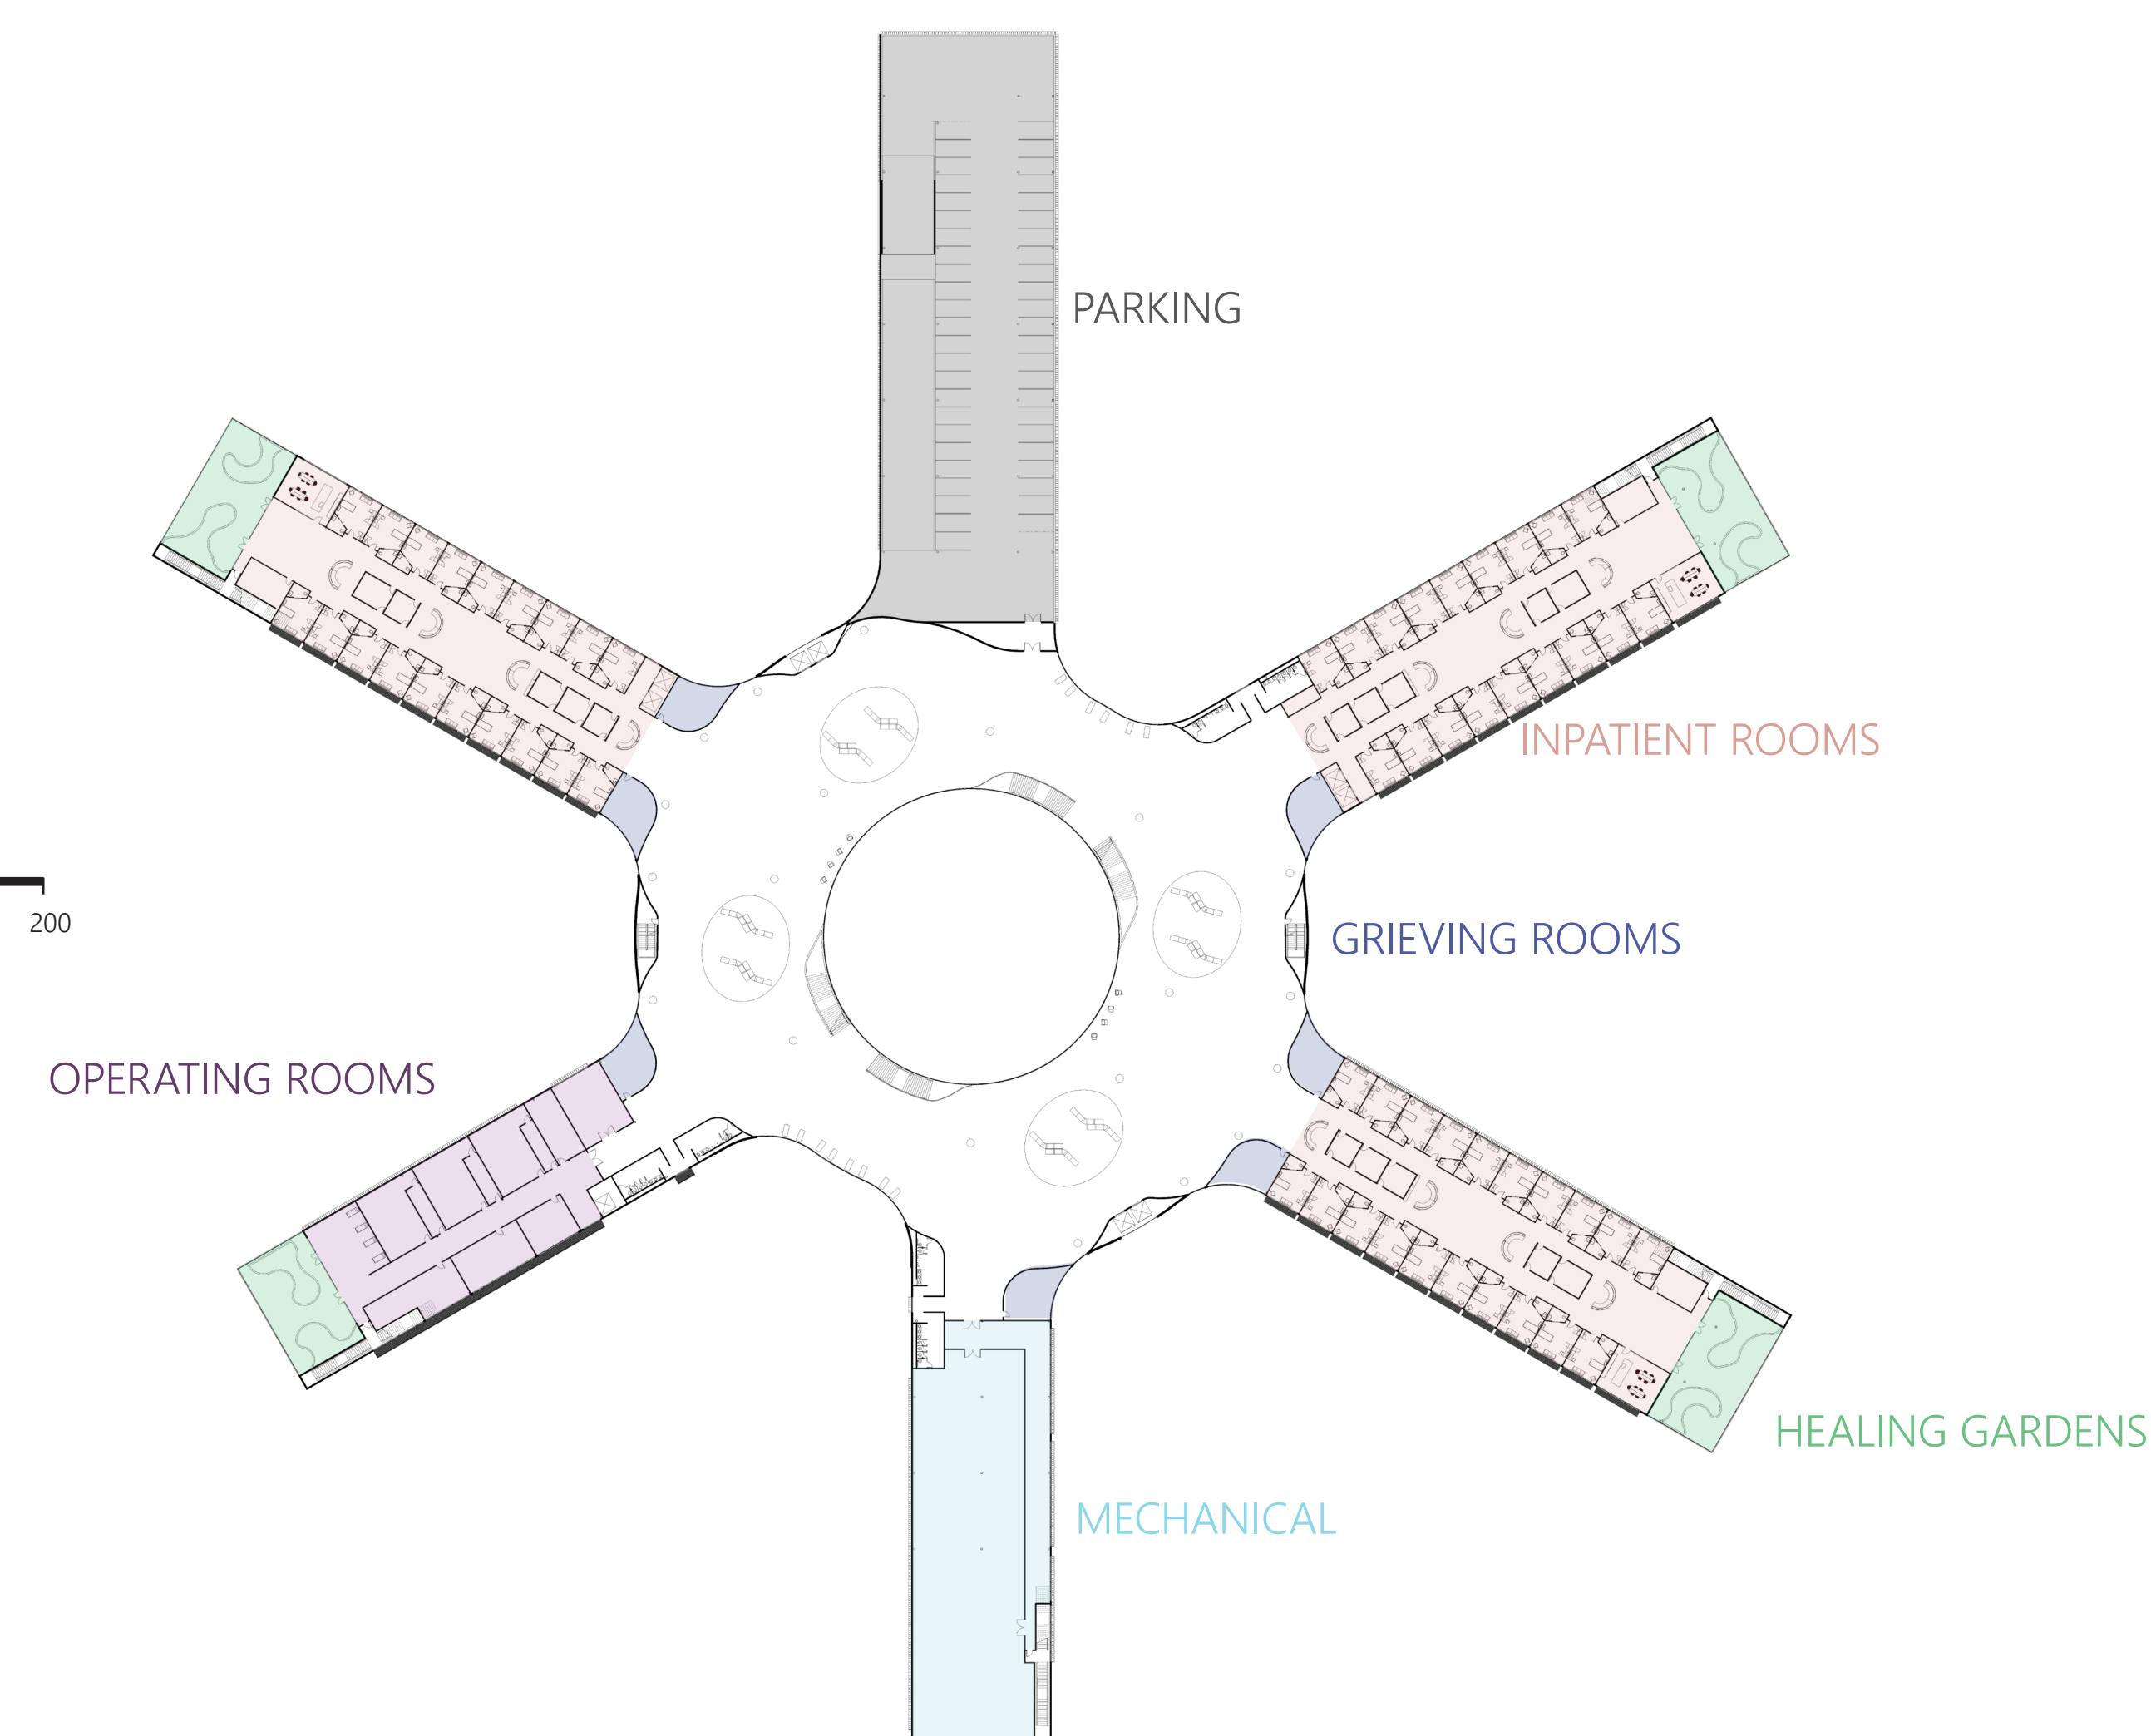 PARKING
INPATIENT ROOMS
200
GRIEVING ROOMS
OPERATING ROOMS
HEALING GARDENS
MECHANICAL